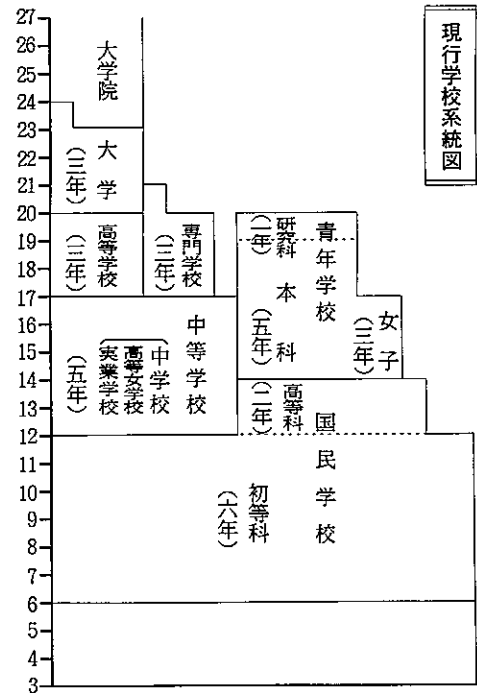 現行学校系統図
27
26
25
24
23
22
21
20
19
18
17
16
15
14
13
12
11
10
9
8
7
6
5
4
3
大学院
大学
(三年)
高等学校
(三年)
専門学校
(三年)
中等学校
中学校
高等女学校
実業学校
(五年)
青年学校
研究科
(一年)
本科
(五年)
女子
(三年)
国民学校
高等科
(二年)
初等科
(六年)